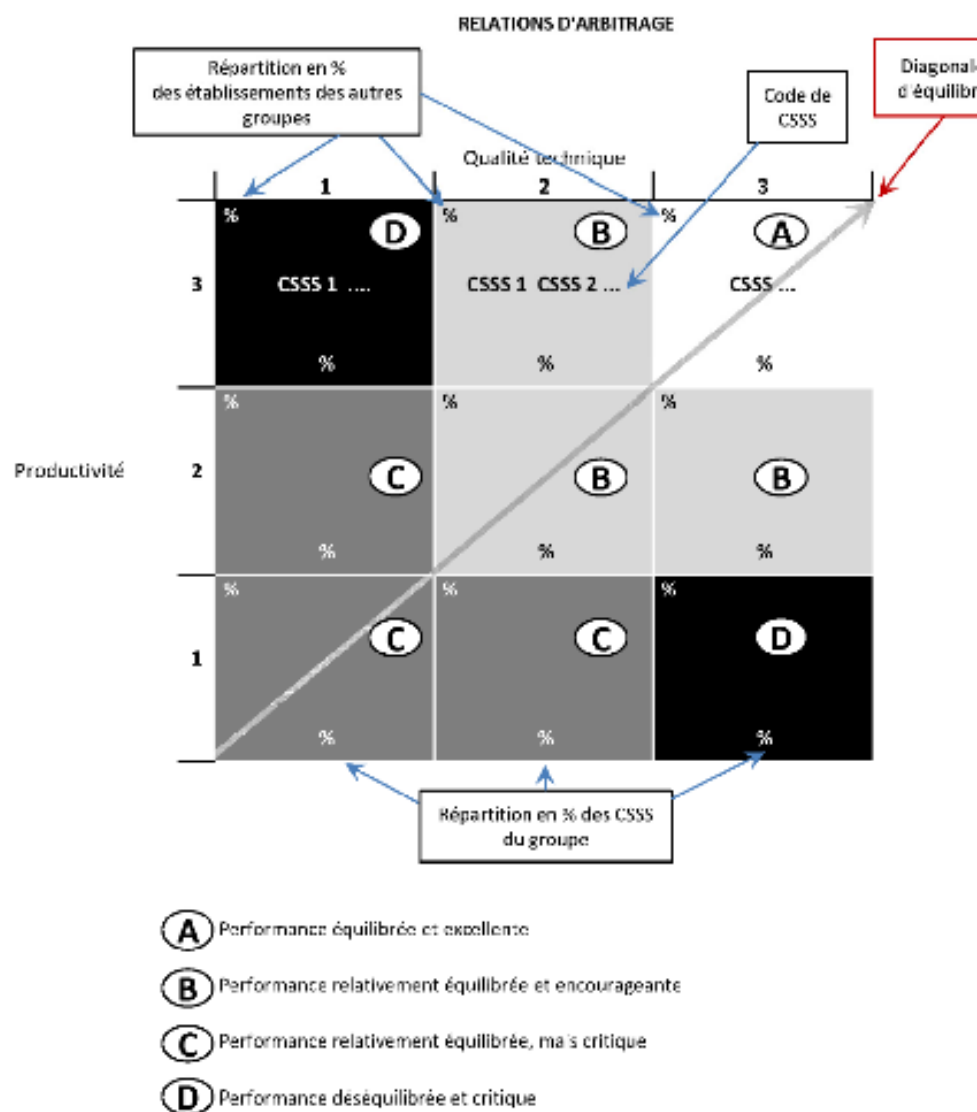 RELATIONS D'ARBITRAGE
Répartition en %
des établissements des autres
groupes
Code de
CSSS
Diagonal
d'équilibr
Qualité technique
1 2 3
% D % B % A
3 CSSS 1 .... CSSS 1 CSSS 2 ... CSSS ...
% % %
% % %
Productivité 2 C B B
% % %
% % %
1 C C D
% % %
Répartition en % des CSSS
du groupe
A Performance équilibrée et excellente
B Performance relativement équilibrée et encourageante
C Performance relativement équilibrée, mais critique
D Performance déséquilibrée et critique